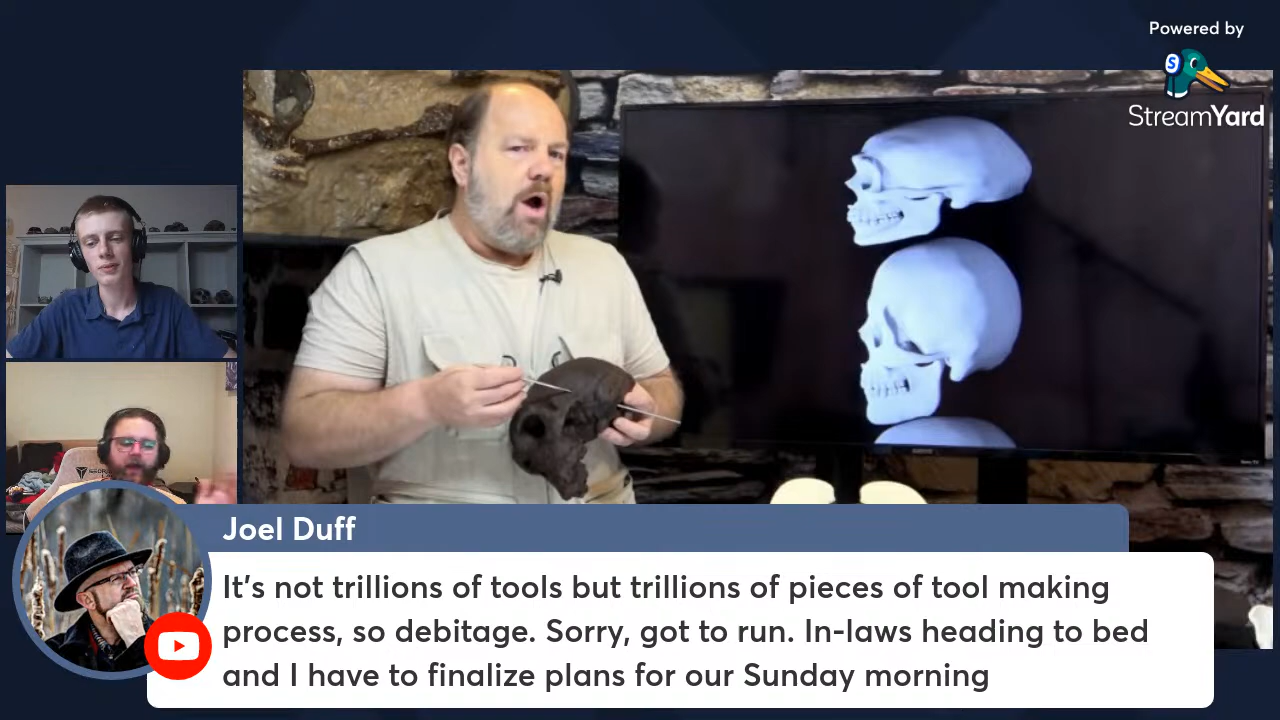 Powered by
StreamYard
Joel Duff
It's not trillions of tools but trillions of pieces of tool making
process, so debitage. Sorry, got to run. In-laws heading to bed
and I have to finalize plans for our Sunday morning